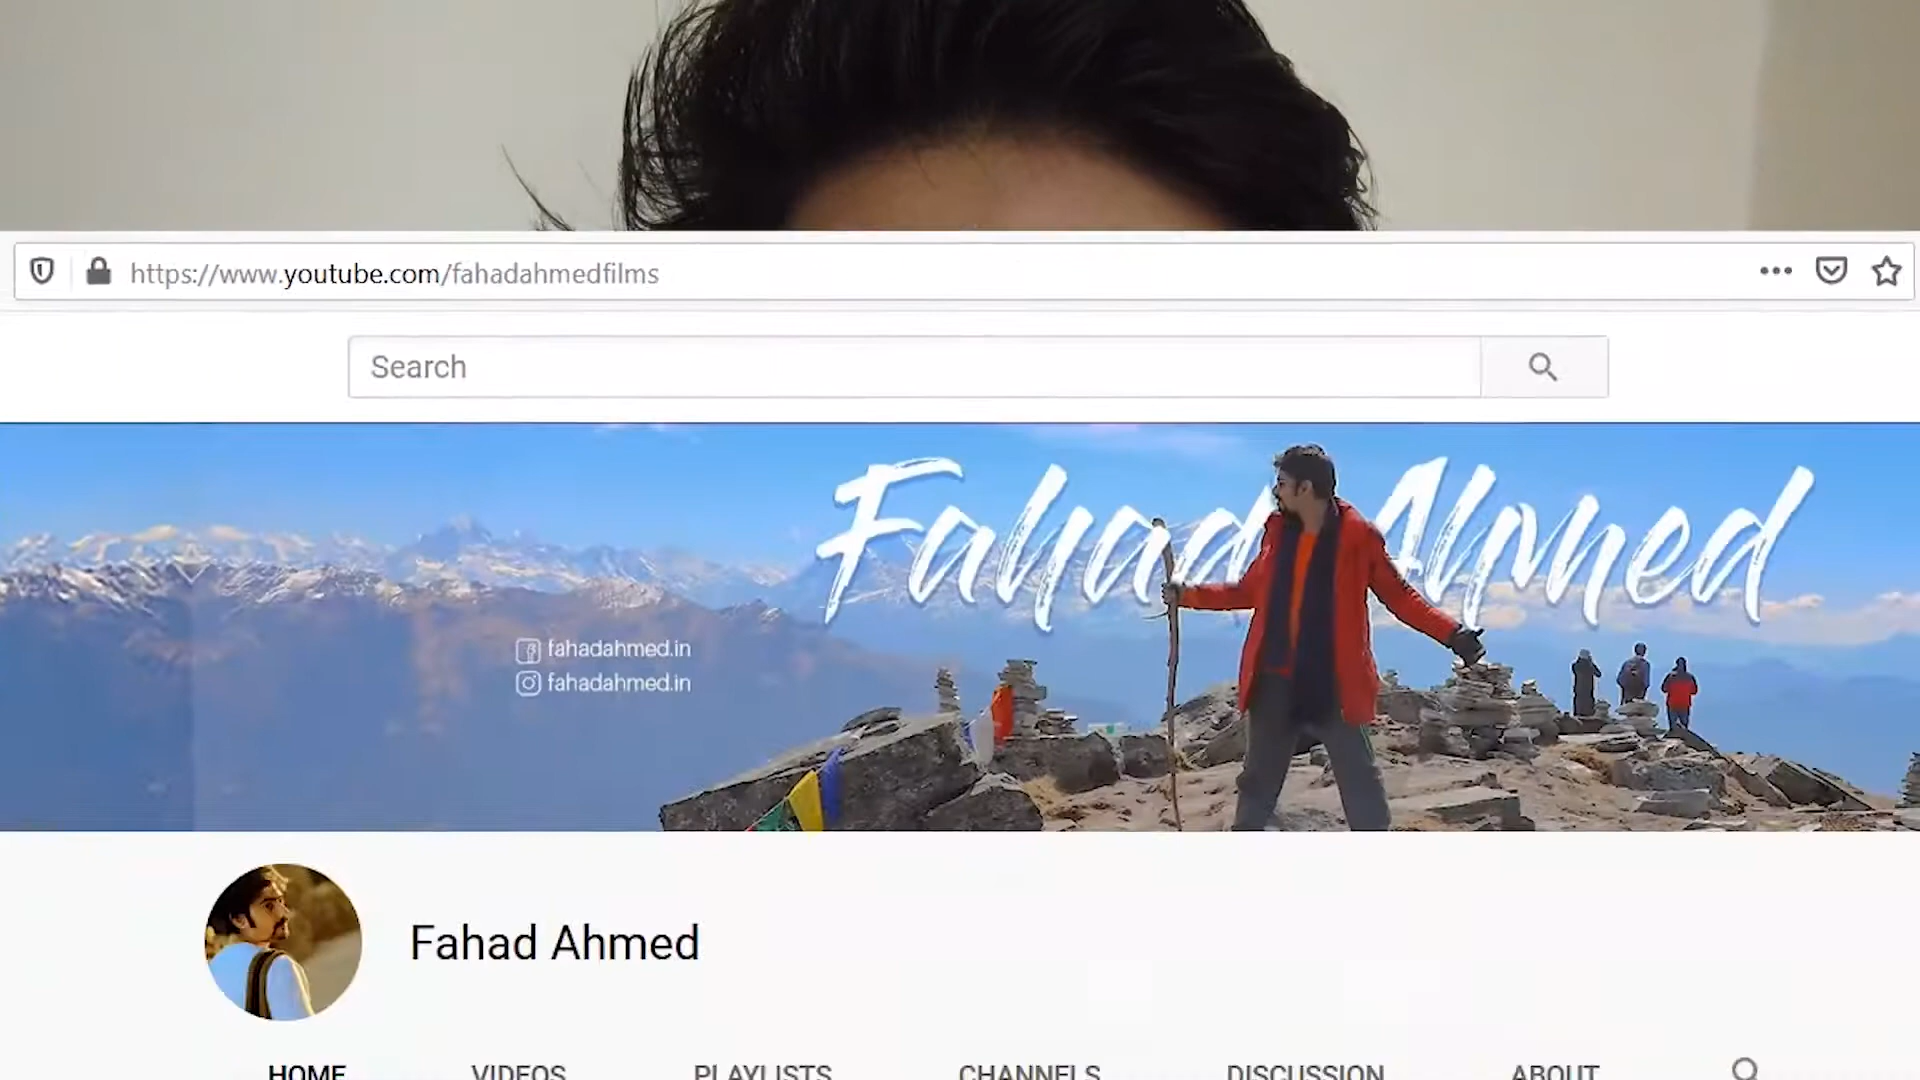 https://www.youtube.com/fahadahmedfilms
Search
Fahad Ahmed
fahadahmed.in
fahadahmed.in
Fahad Ahmed
HOME VIDEOS PLAYLISTS CHANNELS DISCUSSION ABOUT